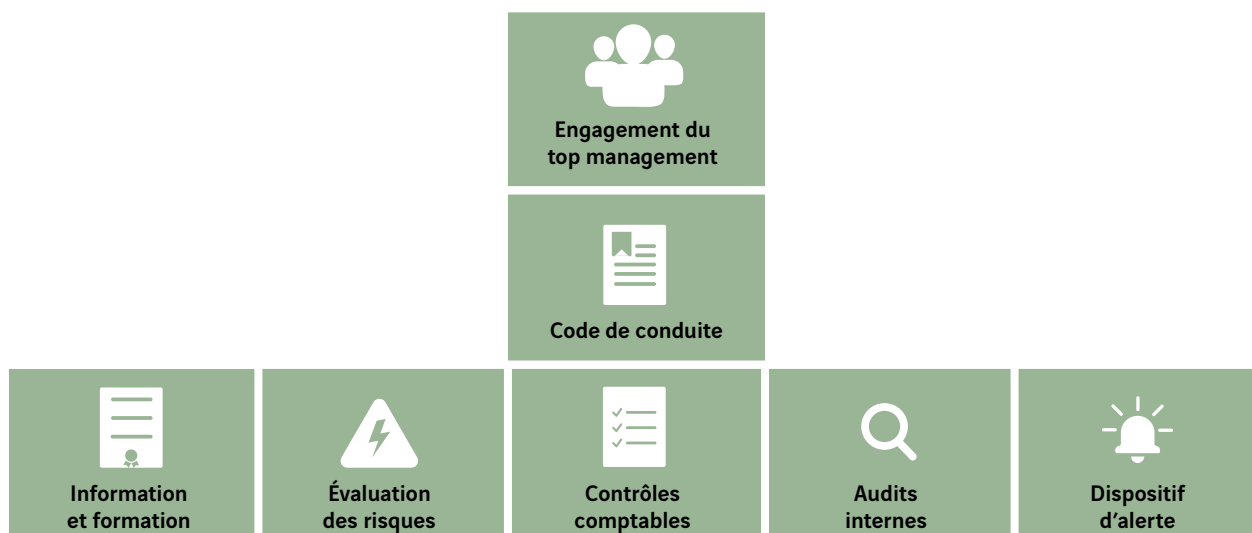 Engagement du
top management
Code de conduite
Information
et formation
Évaluation
des risques
Contrôles
comptables
Audits
internes
Dispositif
d’alerte